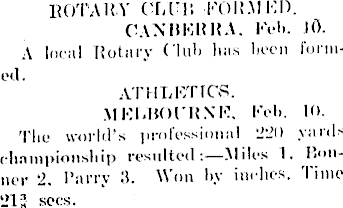 ROTARY CLUB FORMED.
CANBERRA, Feb. 10.
A local Rotary Club has been form-
ed.
ATHLETICS.
MELBOURNE, Feb. 10.
The world's professional 220 yards
championship resulted:—Miles 1, Bon-
ner 2, Parry 3. Won by inches. Time
21⅜ secs.